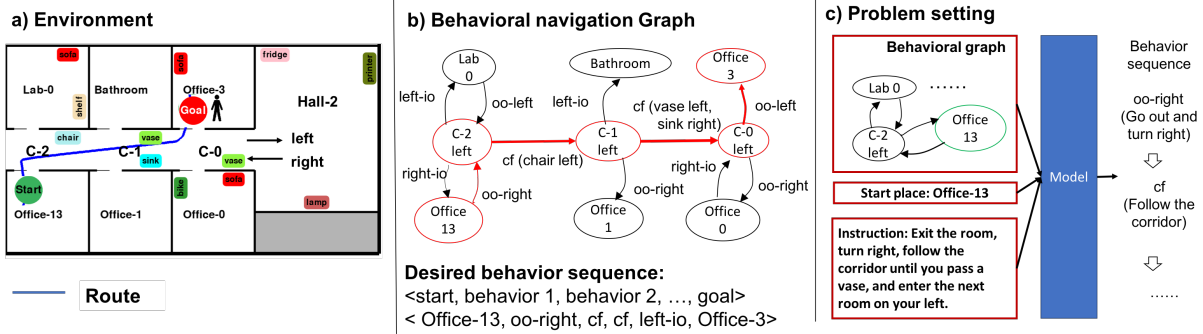 a) Environment
sofa
sofa
fridge
printer
Lab-0
Bathroom
Office-3
shelf
Goal
Hall-2
chair
vase
left
C-2
C-1
C-0
sink
vase
right
Start
bike
sofa
lamp
Office-13
Office-1
Office-0
Route
b) Behavioral navigation Graph
Lab
0
Bathroom
Office
3
left-io
oo-left
left-io
cf (vase left,
sink right)
oo-left
C-2
left
C-1
left
C-0
left
cf (chair left)
right-io
oo-right
oo-right
right-io
oo-right
Office
13
Office
1
Office
0
Desired behavior sequence:
<start, behavior 1, behavior 2, …, goal>
< Office-13, oo-right, cf, cf, left-io, Office-3>
c) Problem setting
Behavioral graph
Lab 0
......
C-2
left
Office
13
Start place: Office-13
Instruction: Exit the room,
turn right, follow the
corridor until you pass a
vase, and enter the next
room on your left.
Model
Behavior
sequence
oo-right
(Go out and
turn right)
cf
(Follow the
corridor)
......